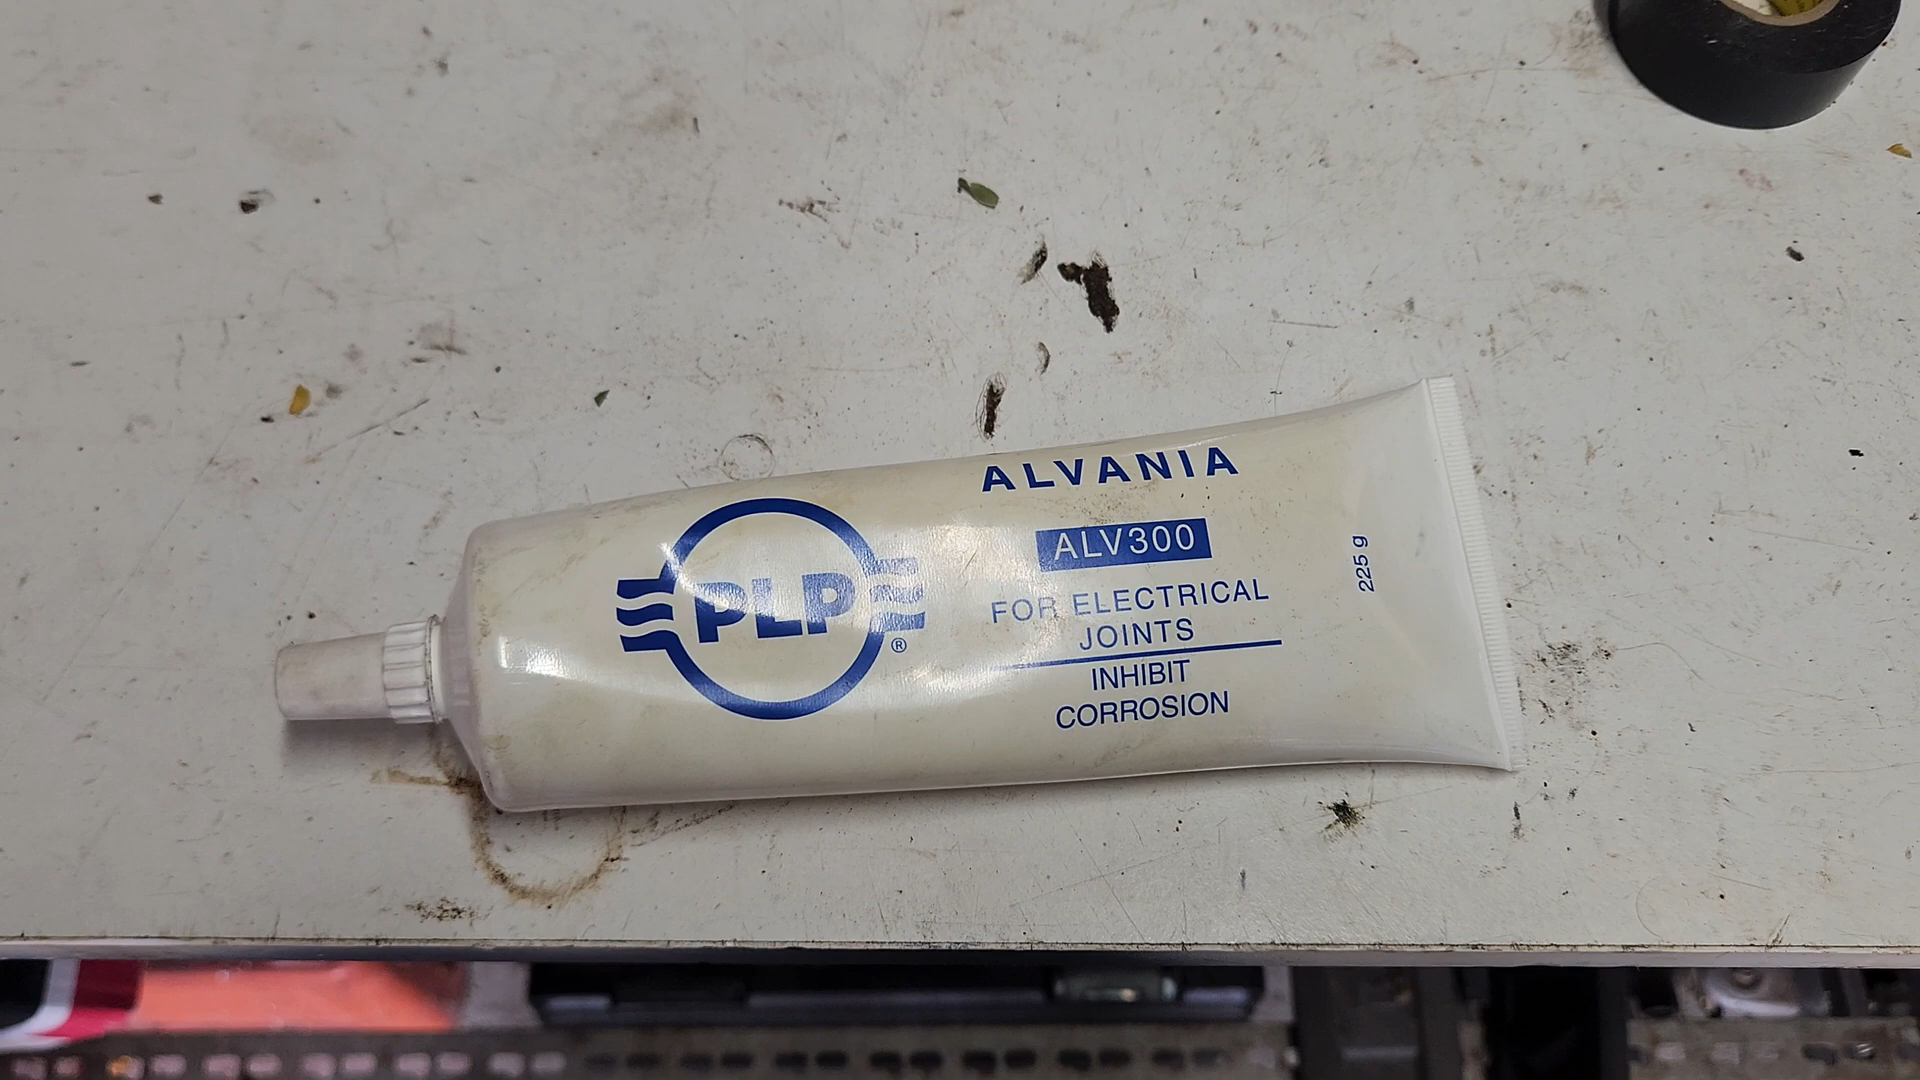 PLP
®
ALVANIA
ALV300
FOR ELECTRICAL
JOINTS
INHIBIT
CORROSION
225 g